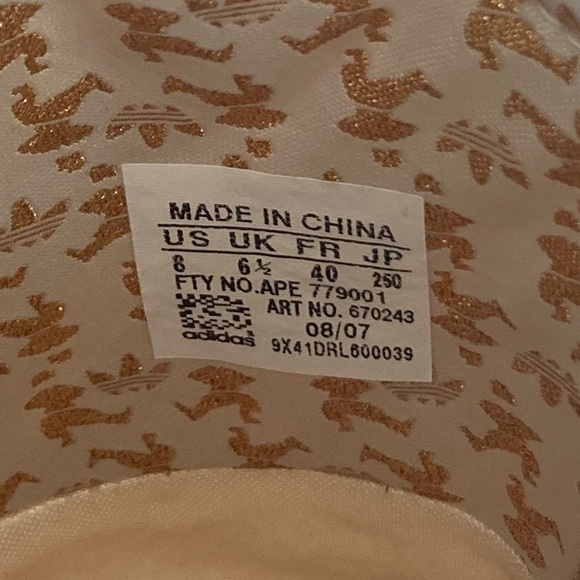 MADE IN CHINA
US UK FR JP
8 6½ 40 250
FTY NO.APE 779001
ART NO. 670243
08/07
adidas 9X41DRL600039